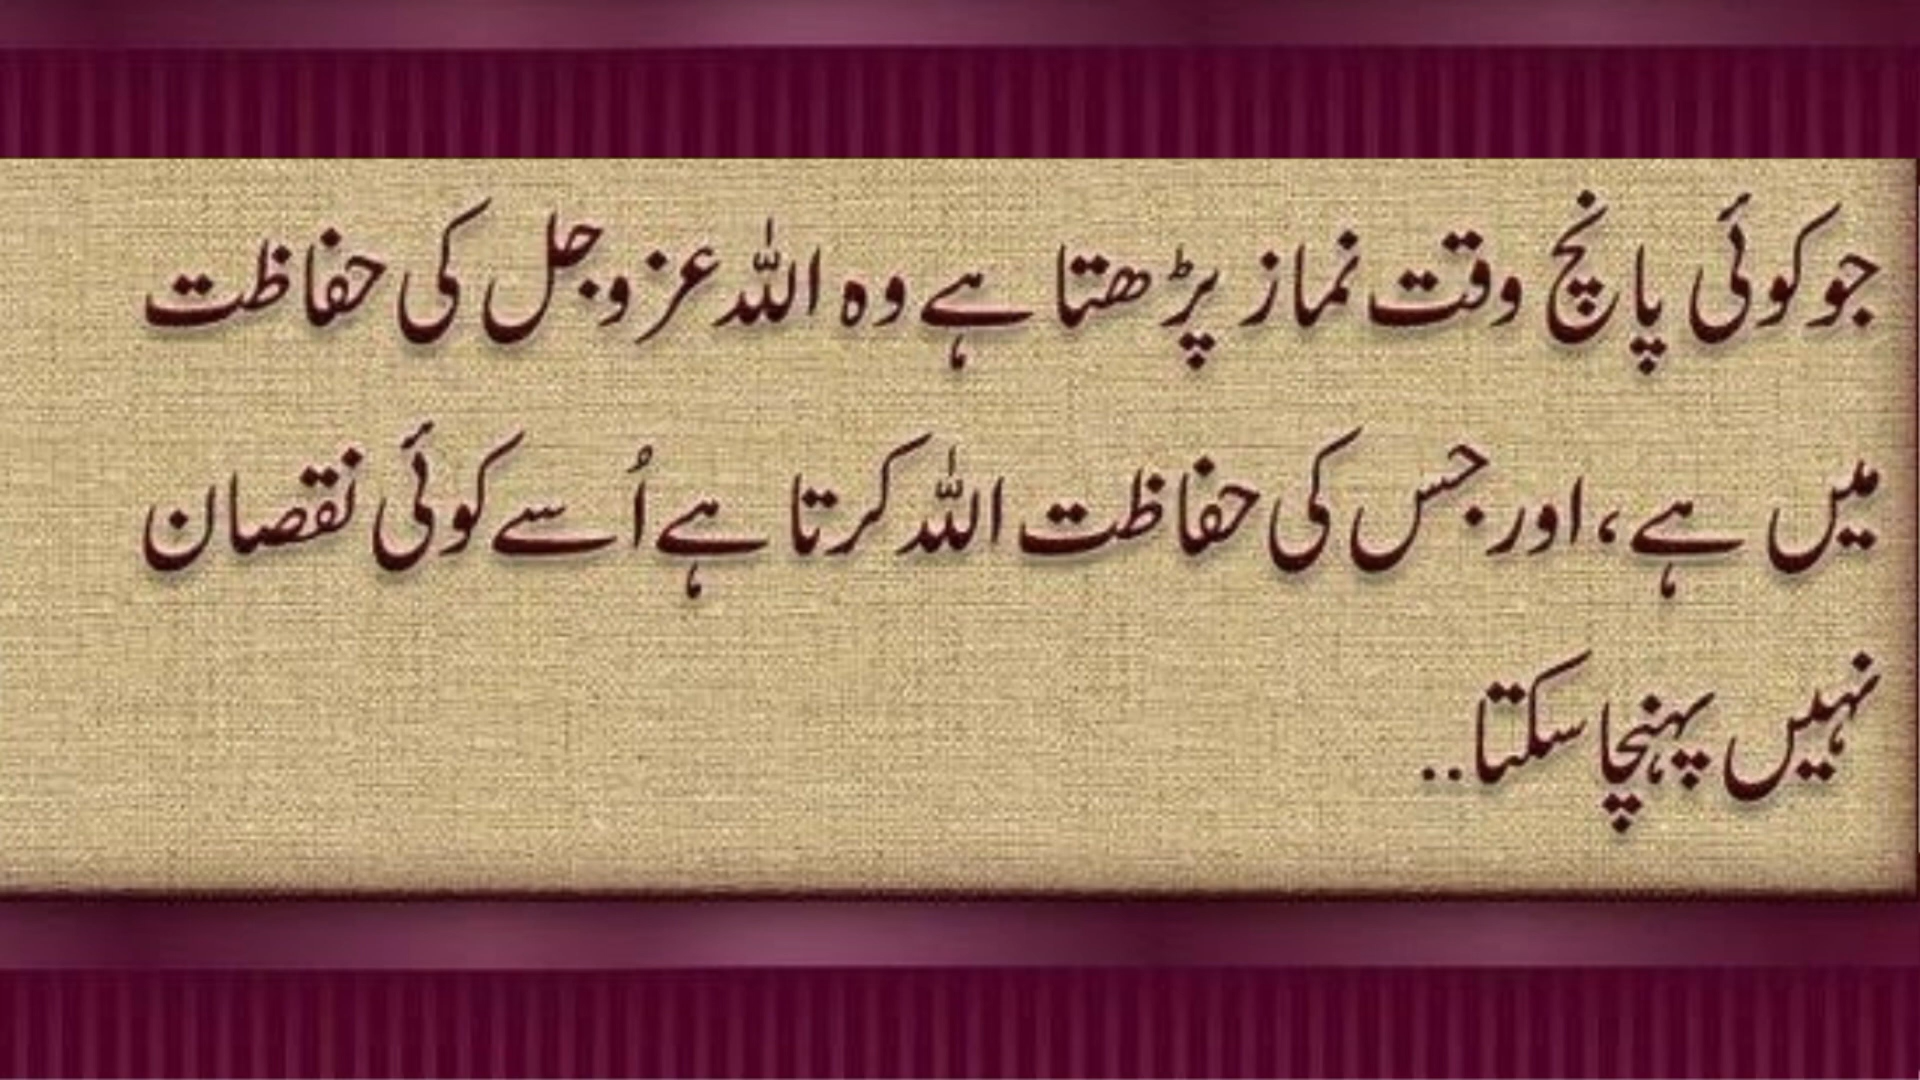 جو کوئی پانچ وقت نماز پڑھتا ہے وہ اللہ عزوجل کی حفاظت
میں ہے، اور جس کی حفاظت اللہ کرتا ہے اُسے کوئی نقصان
نہیں پہنچا سکتا..